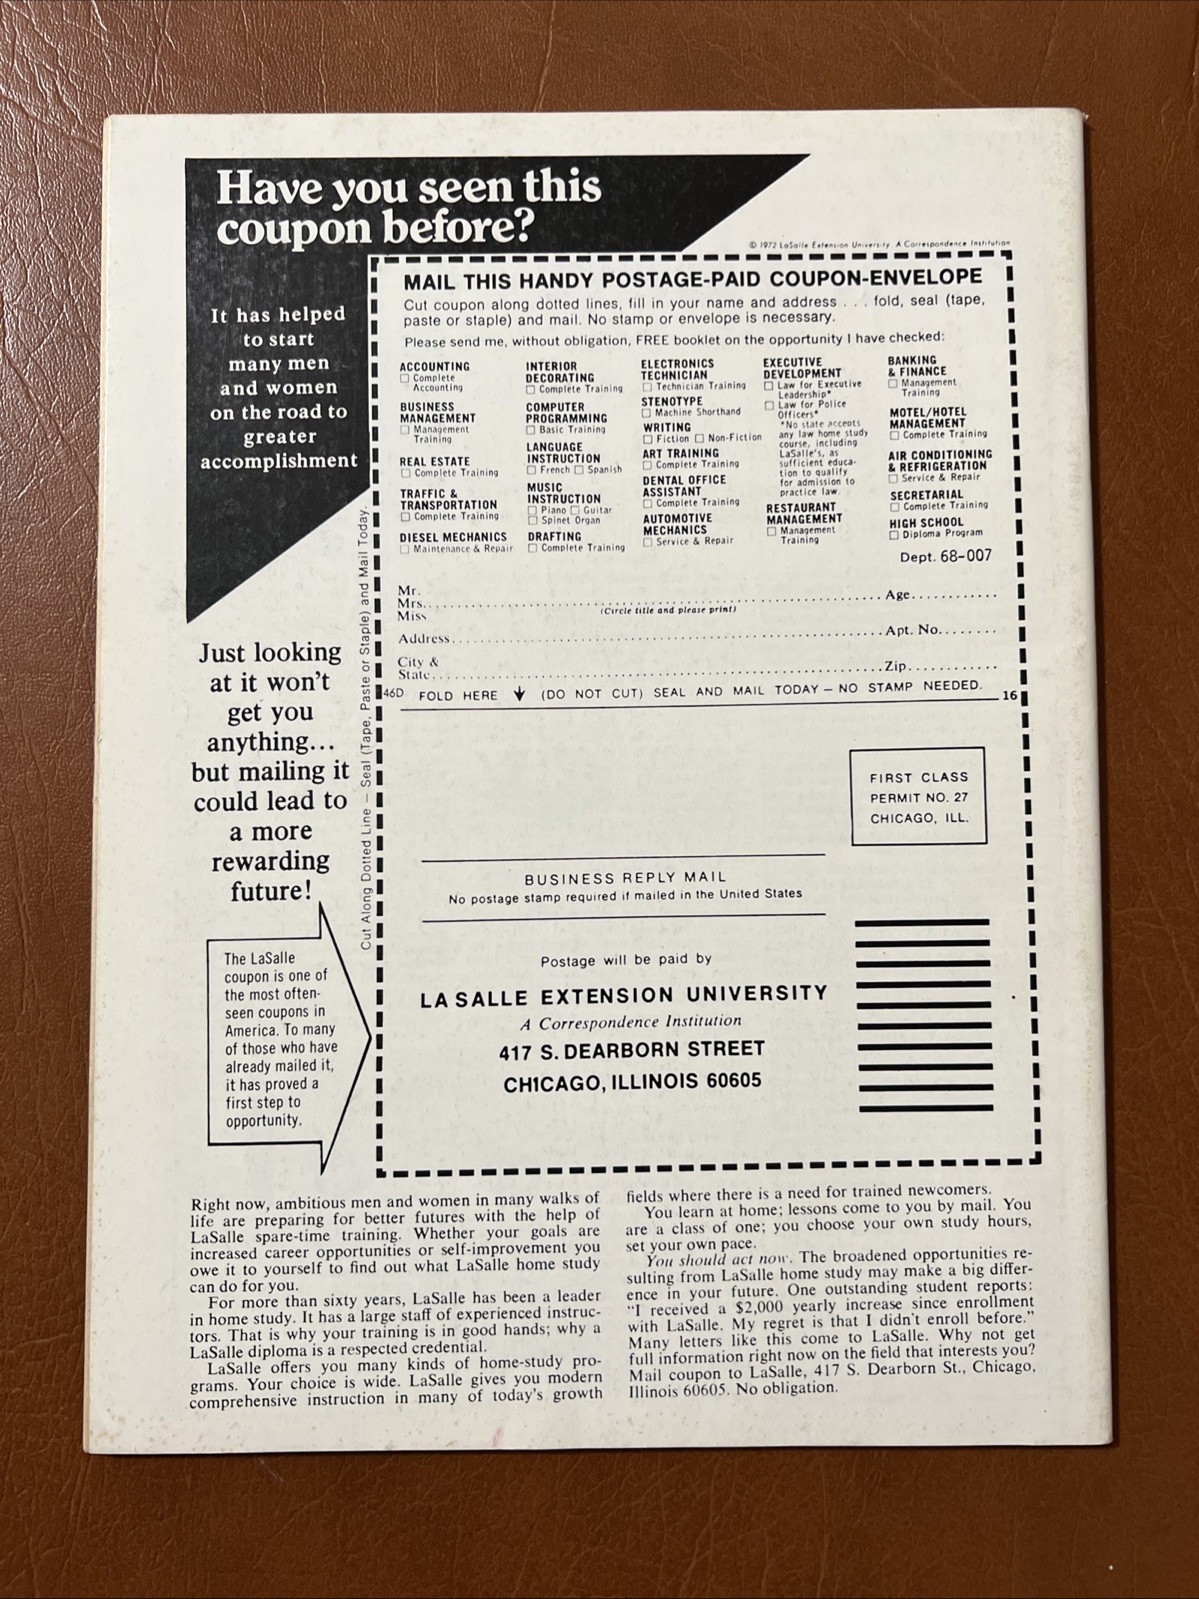 Have you seen this
coupon before?
© 1972 LaSalle Extension University. A Correspondence Institution
It has helped
to start
many men
and women
on the road to
greater
accomplishment
Just looking
at it won't
get you
anything...
but mailing it
could lead to
a more
rewarding
future!
The LaSalle
coupon is one of
the most often-
seen coupons in
America. To many
of those who have
already mailed it,
it has proved a
first step to
opportunity.
Cut Along Dotted Line — Seal (Tape, Paste or Staple) and Mail Today.
MAIL THIS HANDY POSTAGE-PAID COUPON-ENVELOPE
Cut coupon along dotted lines, fill in your name and address . . . fold, seal (tape,
paste or staple) and mail. No stamp or envelope is necessary.
Please send me, without obligation, FREE booklet on the opportunity I have checked:
ACCOUNTING
☐ Complete
Accounting
BUSINESS
MANAGEMENT
☐ Management
Training
REAL ESTATE
☐ Complete Training
TRAFFIC &
TRANSPORTATION
☐ Complete Training
DIESEL MECHANICS
☐ Maintenance & Repair
INTERIOR
DECORATING
☐ Complete Training
COMPUTER
PROGRAMMING
☐ Basic Training
LANGUAGE
INSTRUCTION
☐ French ☐ Spanish
MUSIC
INSTRUCTION
☐ Piano ☐ Guitar
☐ Spinet Organ
DRAFTING
☐ Complete Training
ELECTRONICS
TECHNICIAN
☐ Technician Training
STENOTYPE
☐ Machine Shorthand
WRITING
☐ Fiction ☐ Non-Fiction
ART TRAINING
☐ Complete Training
DENTAL OFFICE
ASSISTANT
☐ Complete Training
AUTOMOTIVE
MECHANICS
☐ Service & Repair
EXECUTIVE
DEVELOPMENT
☐ Law for Executive
Leadership*
☐ Law for Police
Officers*
*No state accepts
any law home study
course, including
LaSalle's, as
sufficient educa-
tion to qualify
for admission to
practice law.
RESTAURANT
MANAGEMENT
☐ Management
Training
BANKING
& FINANCE
☐ Management
Training
MOTEL/HOTEL
MANAGEMENT
☐ Complete Training
AIR CONDITIONING
& REFRIGERATION
☐ Service & Repair
SECRETARIAL
☐ Complete Training
HIGH SCHOOL
☐ Diploma Program
Dept. 68-007
Mr.
Mrs. Age
Miss (Circle title and please print)
Address Apt. No.
City &
State Zip
46D FOLD HERE ↓ (DO NOT CUT) SEAL AND MAIL TODAY — NO STAMP NEEDED. 16
FIRST CLASS
PERMIT NO. 27
CHICAGO, ILL.
BUSINESS REPLY MAIL
No postage stamp required if mailed in the United States
Postage will be paid by
LA SALLE EXTENSION UNIVERSITY
A Correspondence Institution
417 S. DEARBORN STREET
CHICAGO, ILLINOIS 60605
Right now, ambitious men and women in many walks of
life are preparing for better futures with the help of
LaSalle spare-time training. Whether your goals are
increased career opportunities or self-improvement you
owe it to yourself to find out what LaSalle home study
can do for you.
For more than sixty years, LaSalle has been a leader
in home study. It has a large staff of experienced instruc-
tors. That is why your training is in good hands; why a
LaSalle diploma is a respected credential.
LaSalle offers you many kinds of home-study pro-
grams. Your choice is wide. LaSalle gives you modern
comprehensive instruction in many of today's growth
fields where there is a need for trained newcomers.
You learn at home; lessons come to you by mail. You
are a class of one; you choose your own study hours,
set your own pace.
You should act now. The broadened opportunities re-
sulting from LaSalle home study may make a big differ-
ence in your future. One outstanding student reports:
"I received a $2,000 yearly increase since enrollment
with LaSalle. My regret is that I didn't enroll before."
Many letters like this come to LaSalle. Why not get
full information right now on the field that interests you?
Mail coupon to LaSalle, 417 S. Dearborn St., Chicago,
Illinois 60605. No obligation.